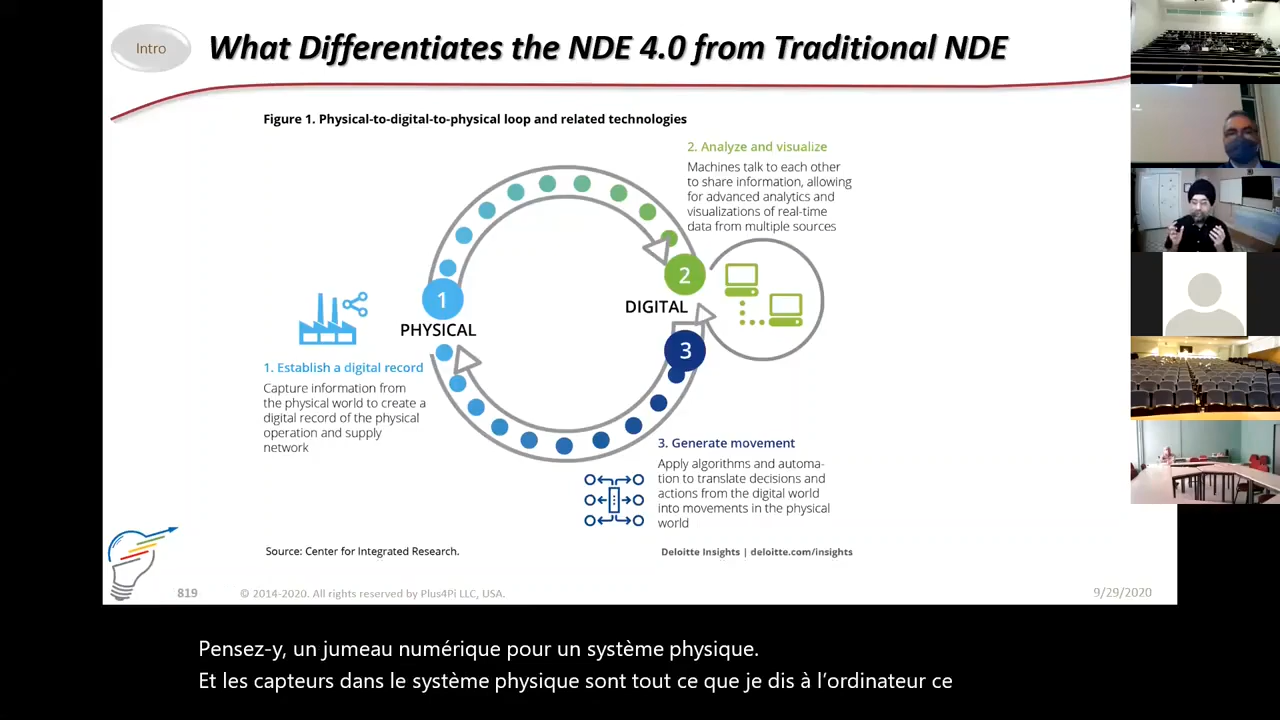 Intro
What Differentiates the NDE 4.0 from Traditional NDE
Figure 1. Physical-to-digital-to-physical loop and related technologies
2. Analyze and visualize
Machines talk to each other
to share information, allowing
for advanced analytics and
visualizations of real-time
data from multiple sources
1
PHYSICAL
2
DIGITAL
3
1. Establish a digital record
Capture information from
the physical world to create a
digital record of the physical
operation and supply
network
3. Generate movement
Apply algorithms and automa-
tion to translate decisions and
actions from the digital world
into movements in the physical
world
Source: Center for Integrated Research.
Deloitte Insights | deloitte.com/insights
819
© 2014-2020. All rights reserved by Plus4Pi LLC, USA.
9/29/2020
Pensez-y, un jumeau numérique pour un système physique.
Et les capteurs dans le système physique sont tout ce que je dis à l’ordinateur ce